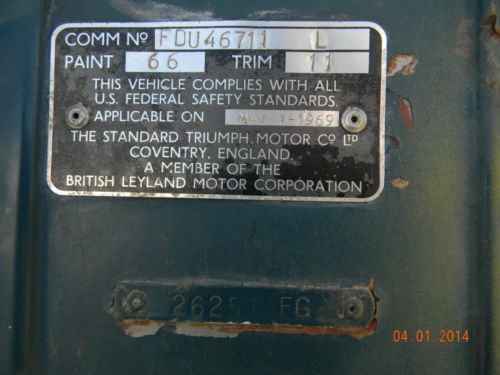 COMM Nº FDU46711 L
PAINT 66 TRIM 11
THIS VEHICLE COMPLIES WITH ALL
U.S. FEDERAL SAFETY STANDARDS.
APPLICABLE ON 1-1969
THE STANDARD TRIUMPH MOTOR Cº LTD
COVENTRY, ENGLAND.
A MEMBER OF THE
BRITISH LEYLAND MOTOR CORPORATION
26251 FG
04.01.2014